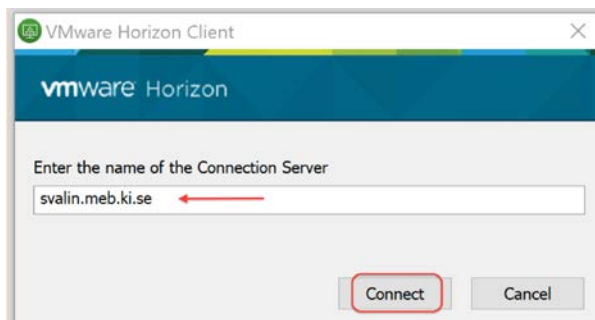 VMware Horizon Client
vmware Horizon
Enter the name of the Connection Server
svalin.meb.ki.se
Connect Cancel